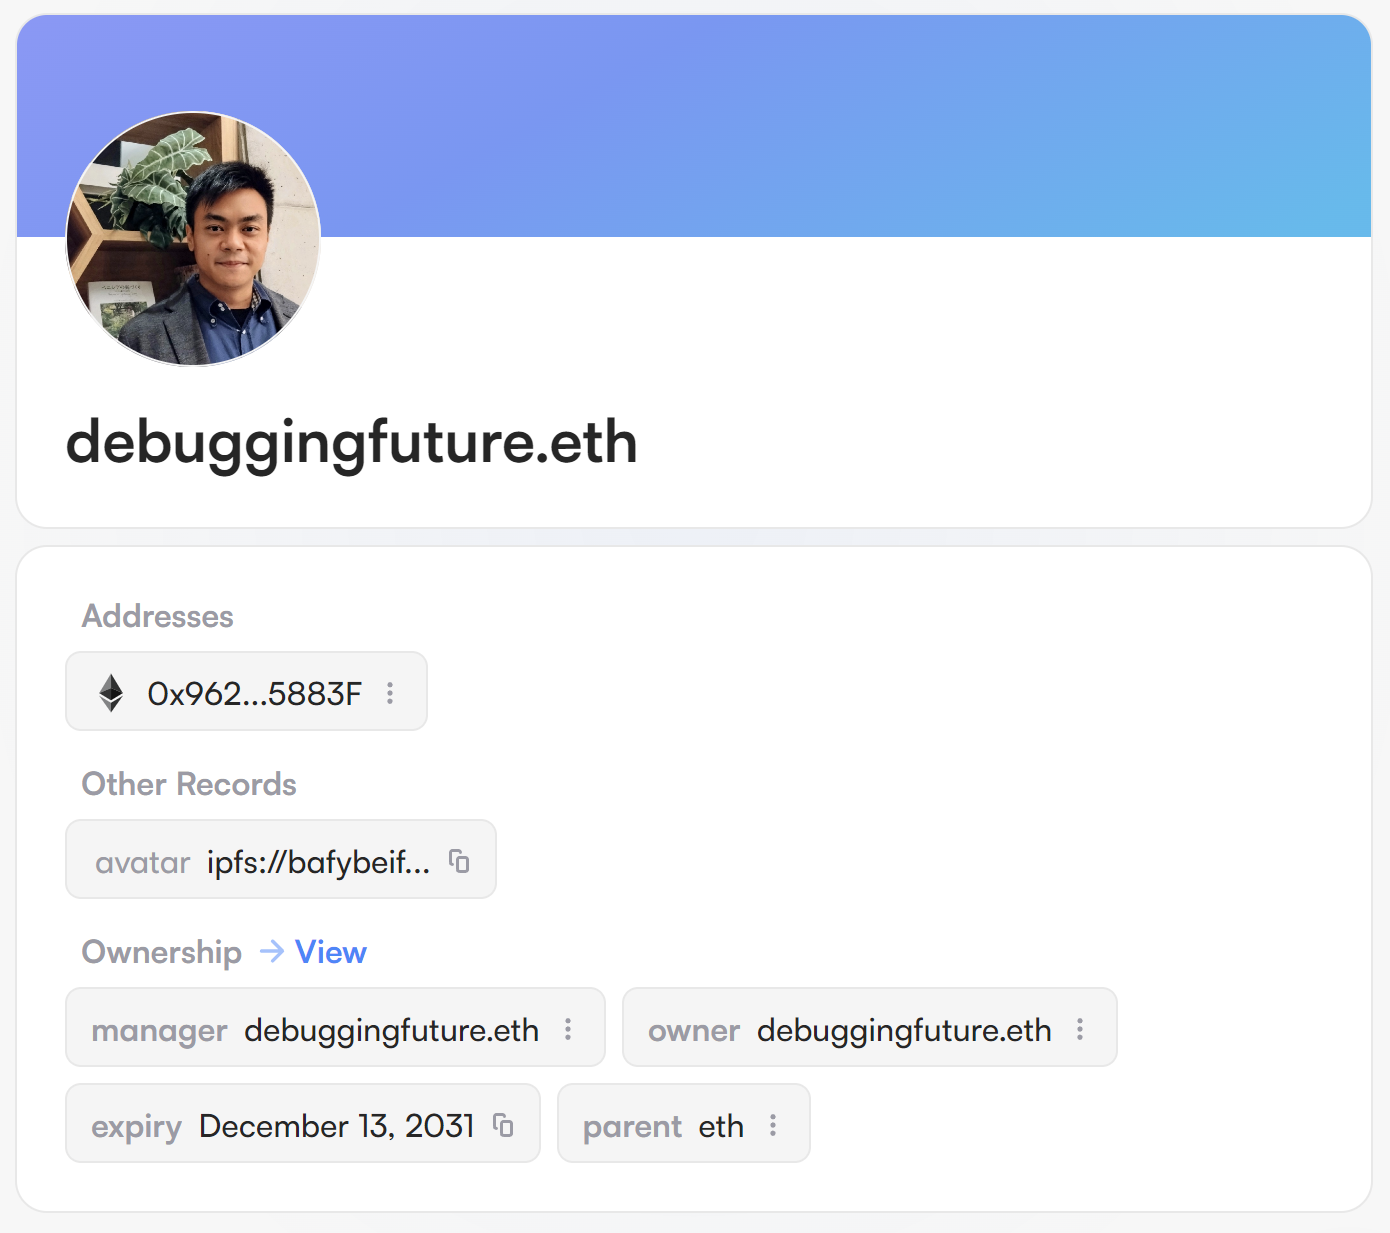 debuggingfuture.eth
Addresses
0x962...5883F
Other Records
avatar ipfs://bafybeif...
Ownership → View
manager debuggingfuture.eth
owner debuggingfuture.eth
expiry December 13, 2031
parent eth